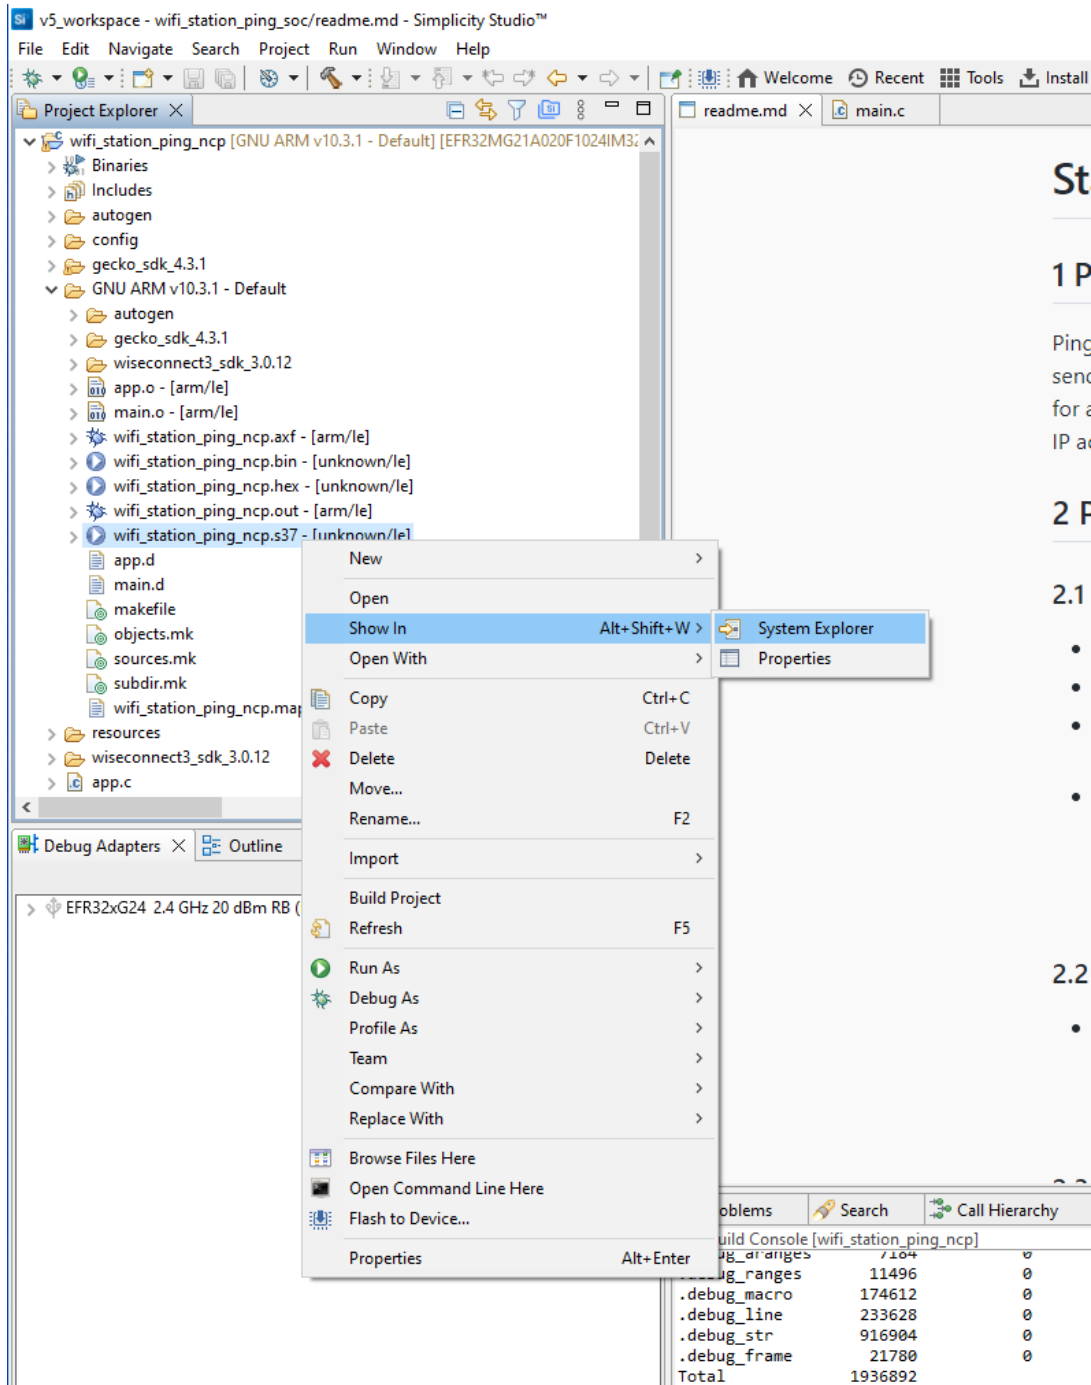 v5_workspace - wifi_station_ping_soc/readme.md - Simplicity Studio™
File Edit Navigate Search Project Run Window Help
Welcome Recent Tools Install
Project Explorer
readme.md
main.c
wifi_station_ping_ncp [GNU ARM v10.3.1 - Default] [EFR32MG21A020F1024IM32
Binaries
Includes
autogen
config
gecko_sdk_4.3.1
GNU ARM v10.3.1 - Default
autogen
gecko_sdk_4.3.1
wiseconnect3_sdk_3.0.12
app.o - [arm/le]
main.o - [arm/le]
wifi_station_ping_ncp.axf - [arm/le]
wifi_station_ping_ncp.bin - [unknown/le]
wifi_station_ping_ncp.hex - [unknown/le]
wifi_station_ping_ncp.out - [arm/le]
wifi_station_ping_ncp.s37 - [unknown/le]
app.d
main.d
makefile
objects.mk
sources.mk
subdir.mk
wifi_station_ping_ncp.map
resources
wiseconnect3_sdk_3.0.12
app.c
Debug Adapters
Outline
EFR32xG24 2.4 GHz 20 dBm RB (
New
Open
Show In Alt+Shift+W
Open With
Copy Ctrl+C
Paste Ctrl+V
Delete Delete
Move...
Rename... F2
Import
Build Project
Refresh F5
Run As
Debug As
Profile As
Team
Compare With
Replace With
Browse Files Here
Open Command Line Here
Flash to Device...
Properties Alt+Enter
System Explorer
Properties
St
1 P
Ping
send
for a
IP a
2 P
2.1
2.2
oblems
Search
Call Hierarchy
uild Console [wifi_station_ping_ncp]
ug_aranges 7184 0
.debug_ranges 11496 0
.debug_macro 174612 0
.debug_line 233628 0
.debug_str 916904 0
.debug_frame 21780 0
Total 1936892